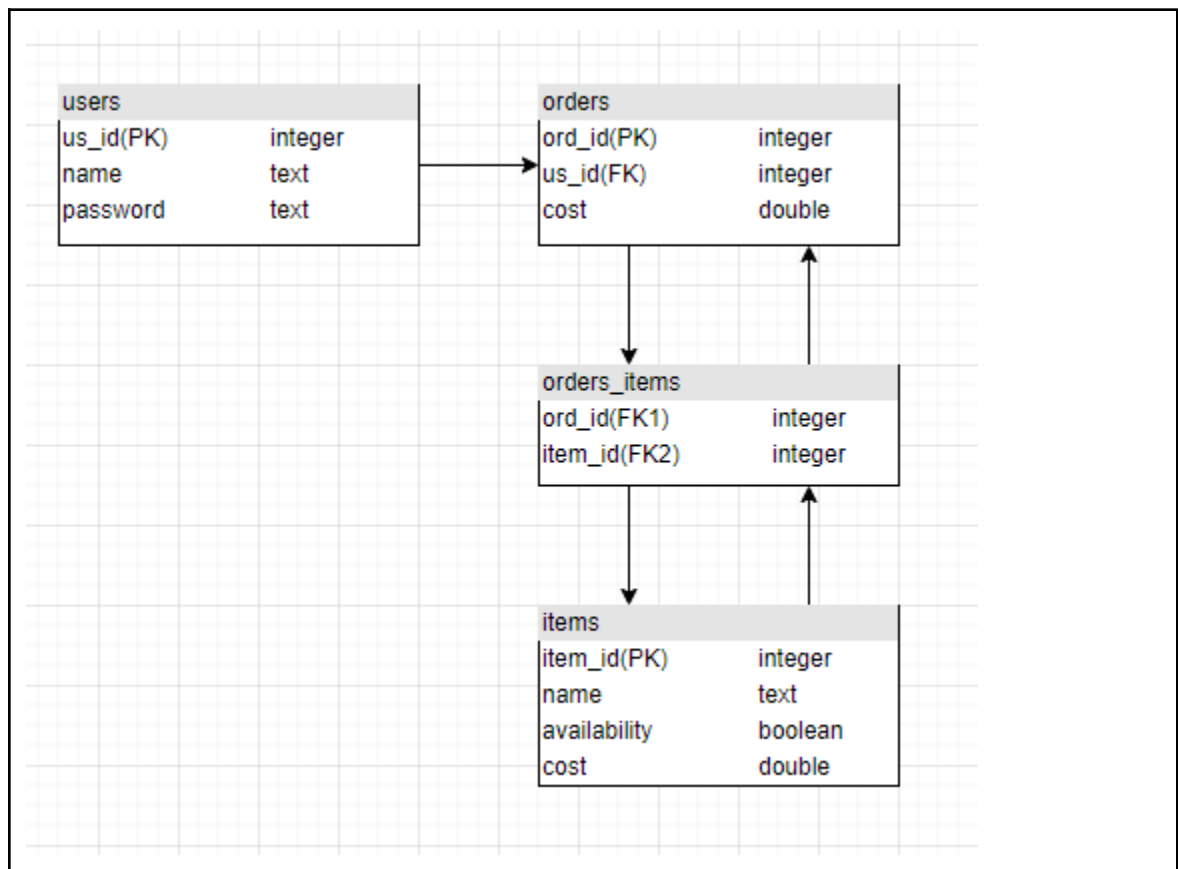 users
us_id(PK) integer
name text
password text
orders
ord_id(PK) integer
us_id(FK) integer
cost double
orders_items
ord_id(FK1) integer
item_id(FK2) integer
items
item_id(PK) integer
name text
availability boolean
cost double